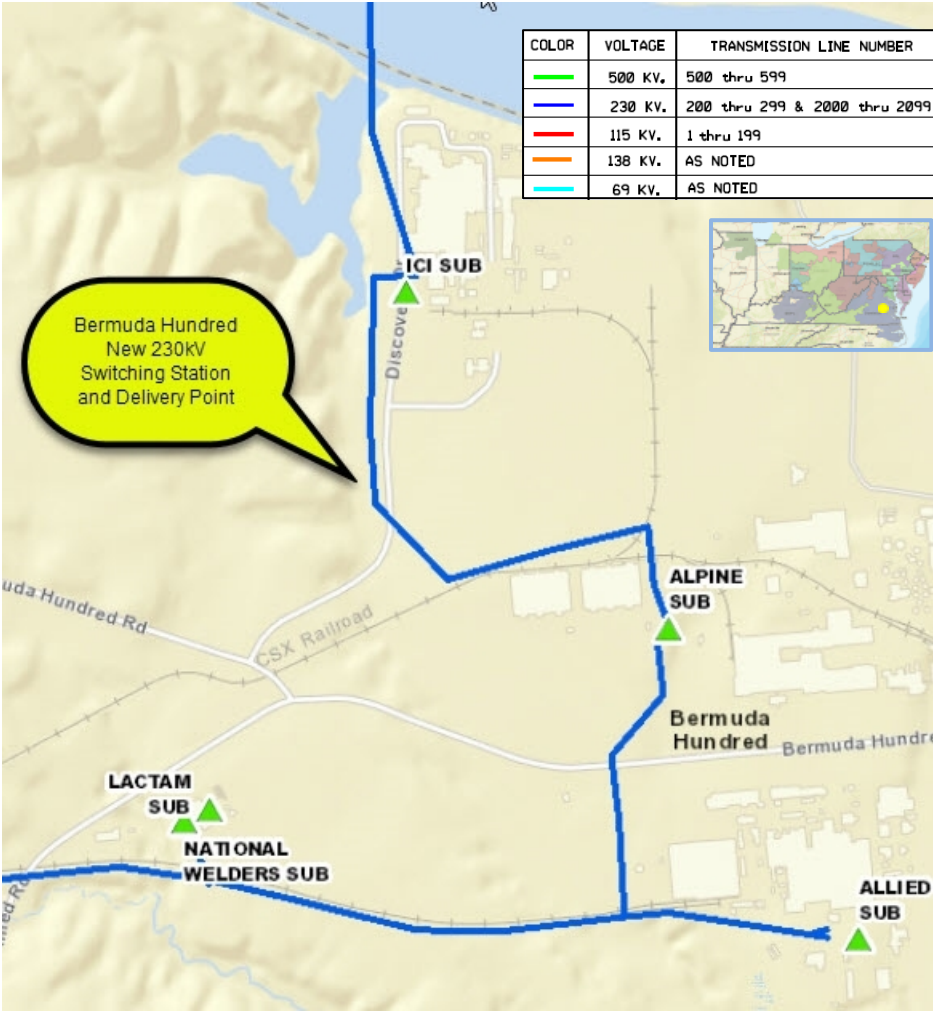 COLOR VOLTAGE TRANSMISSION LINE NUMBER
500 KV. 500 thru 599
230 KV. 200 thru 299 & 2000 thru 2099
115 KV. 1 thru 199
138 KV. AS NOTED
69 KV. AS NOTED
ICI SUB
Discove
Bermuda Hundred
New 230kV
Switching Station
and Delivery Point
ALPINE
SUB
uda Hundred Rd
CSX Railroad
Bermuda
Hundred
Bermuda Hundre
LACTAM
SUB
NATIONAL
WELDERS SUB
ALLIED
SUB